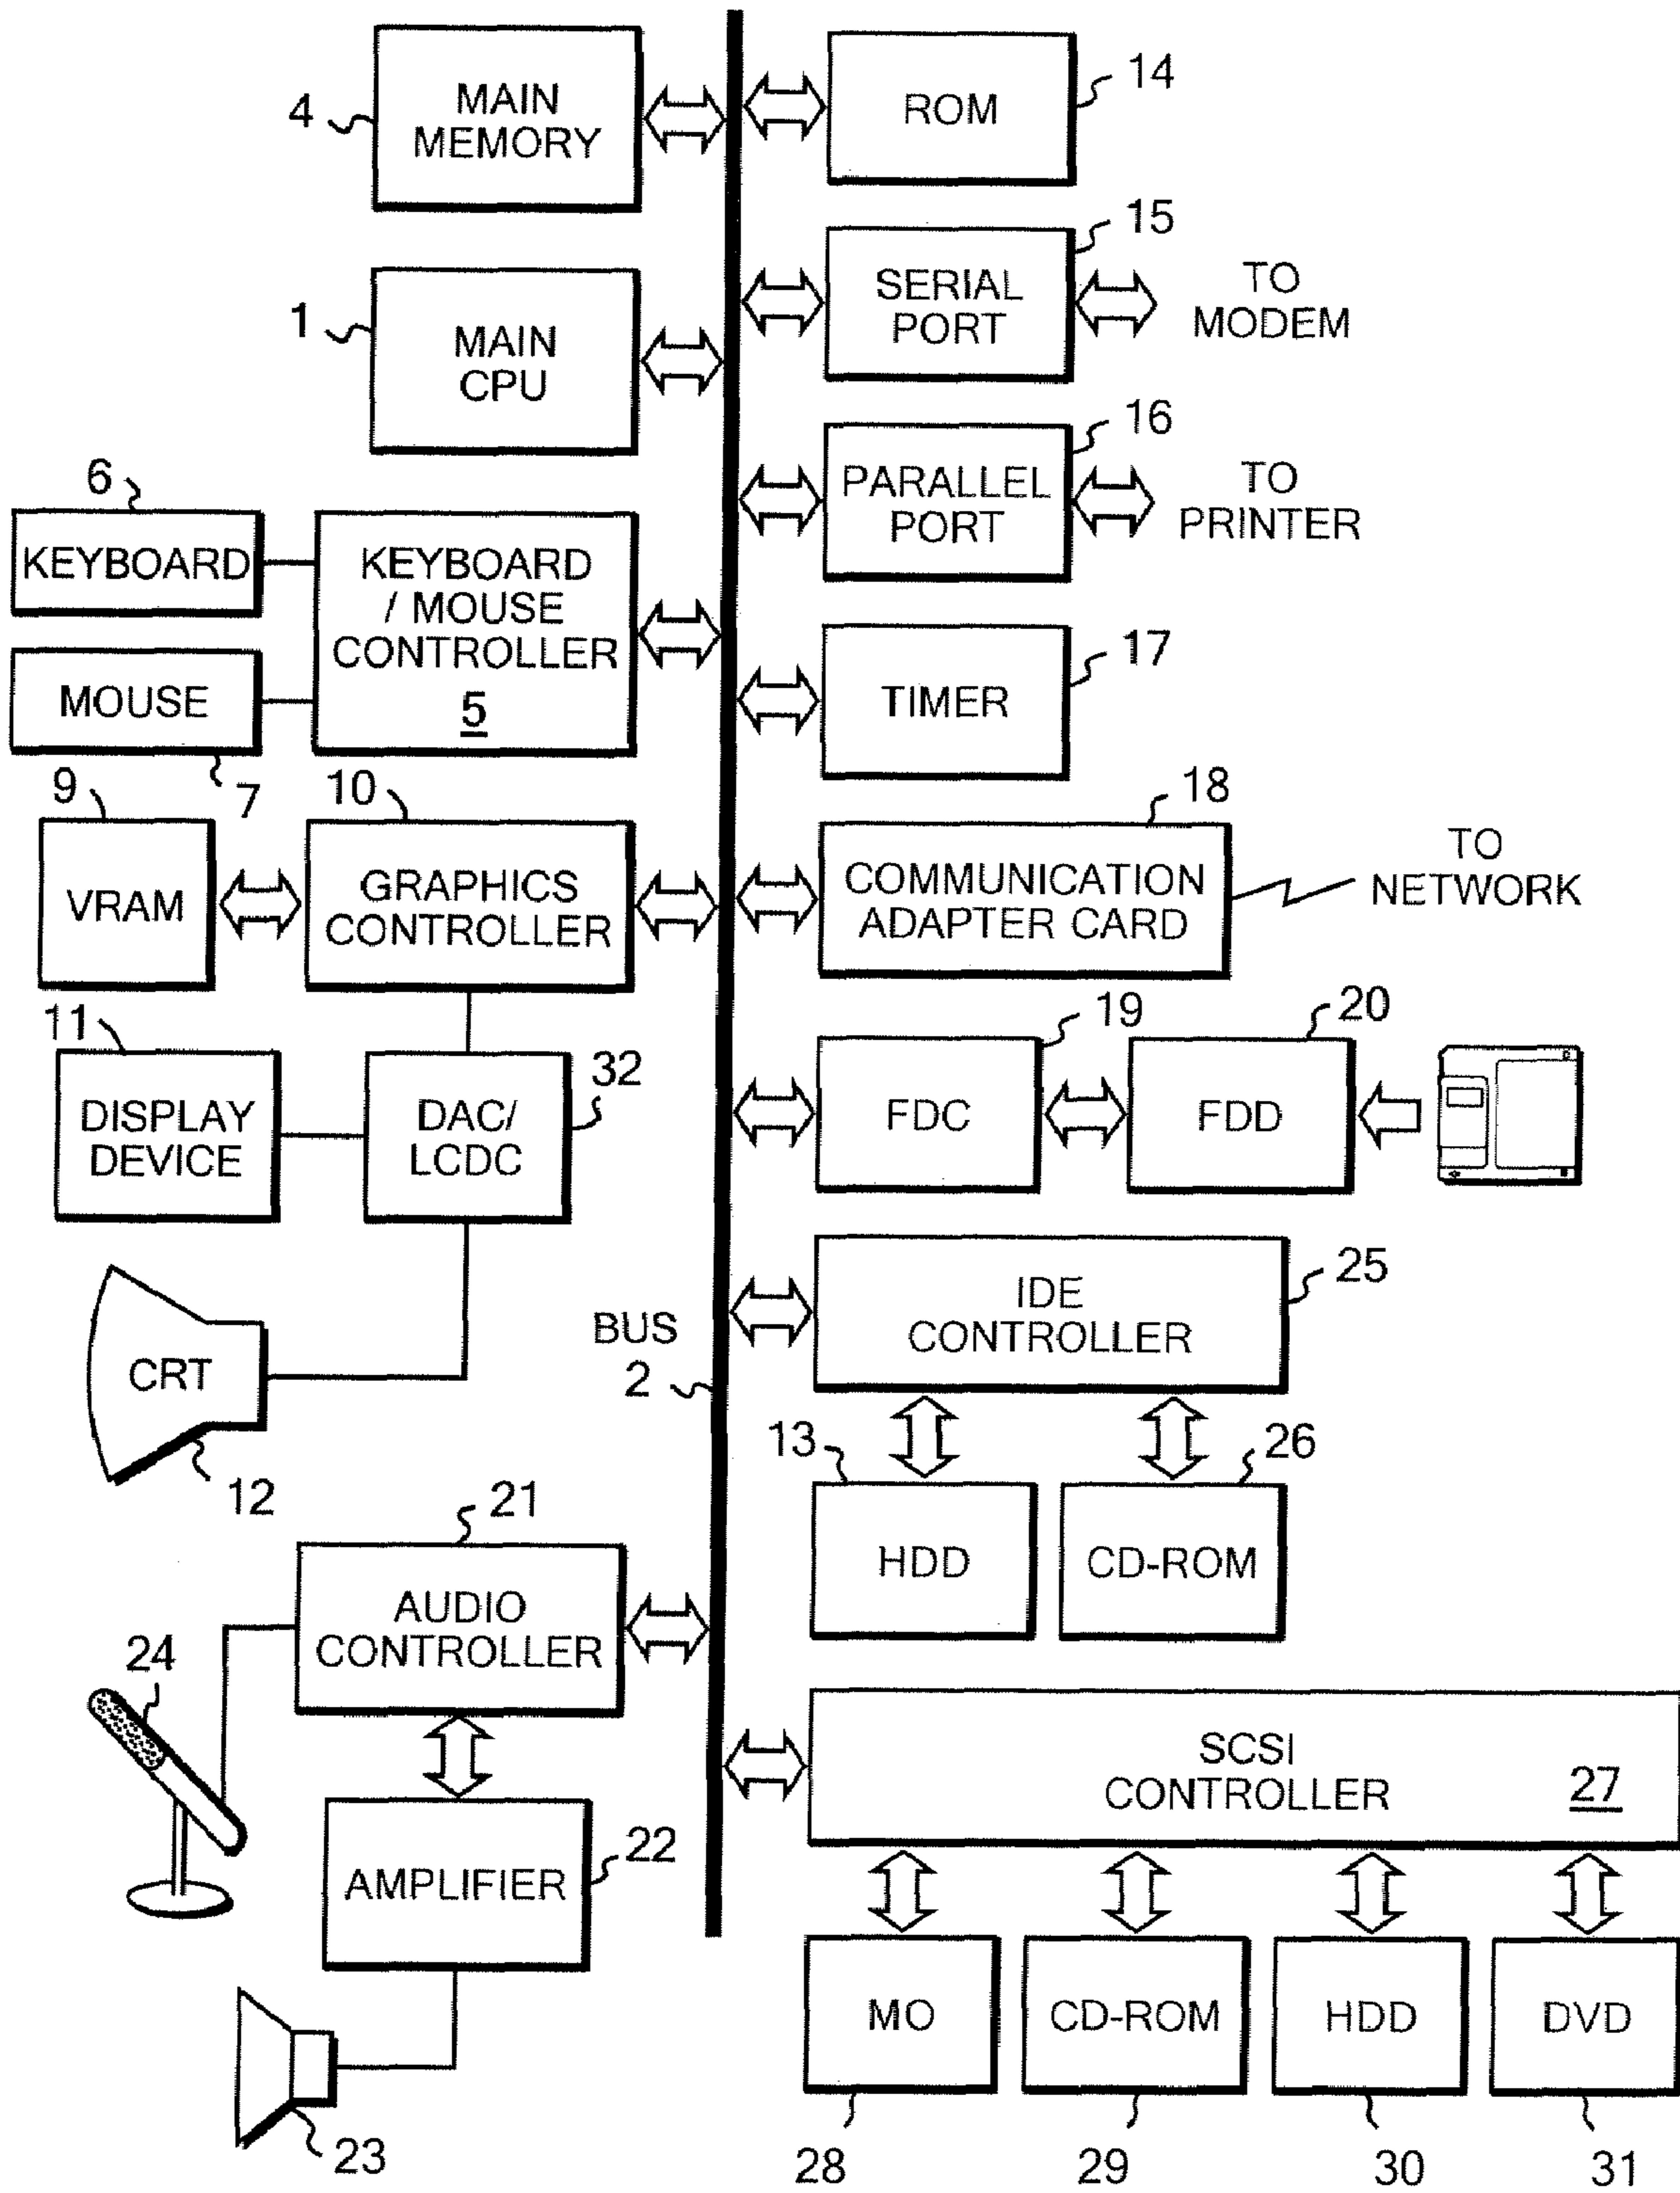 4
MAIN
MEMORY
ROM
14
1
MAIN
CPU
15
SERIAL
PORT
TO
MODEM
16
PARALLEL
PORT
TO
PRINTER
6
KEYBOARD
MOUSE
7
KEYBOARD
/ MOUSE
CONTROLLER
5
TIMER
17
9
VRAM
10
GRAPHICS
CONTROLLER
18
COMMUNICATION
ADAPTER CARD
TO
NETWORK
11
DISPLAY
DEVICE
DAC/
LCDC
32
19
FDC
20
FDD
CRT
12
BUS
2
IDE
CONTROLLER
25
13
HDD
26
CD-ROM
21
AUDIO
CONTROLLER
24
AMPLIFIER
22
23
SCSI
CONTROLLER
27
MO
CD-ROM
HDD
DVD
28
29
30
31